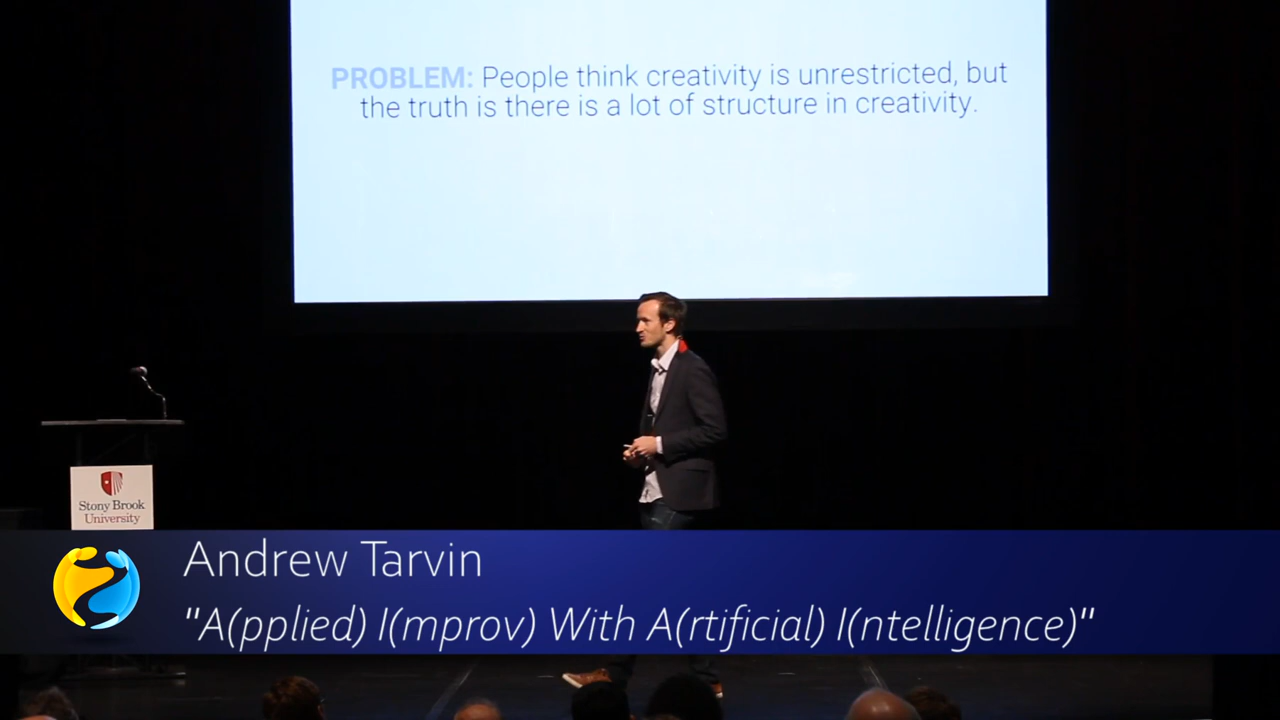 PROBLEM: People think creativity is unrestricted, but
the truth is there is a lot of structure in creativity.
Stony Brook
University
Andrew Tarvin
"A(pplied) I(mprov) With A(rtificial) I(ntelligence)"